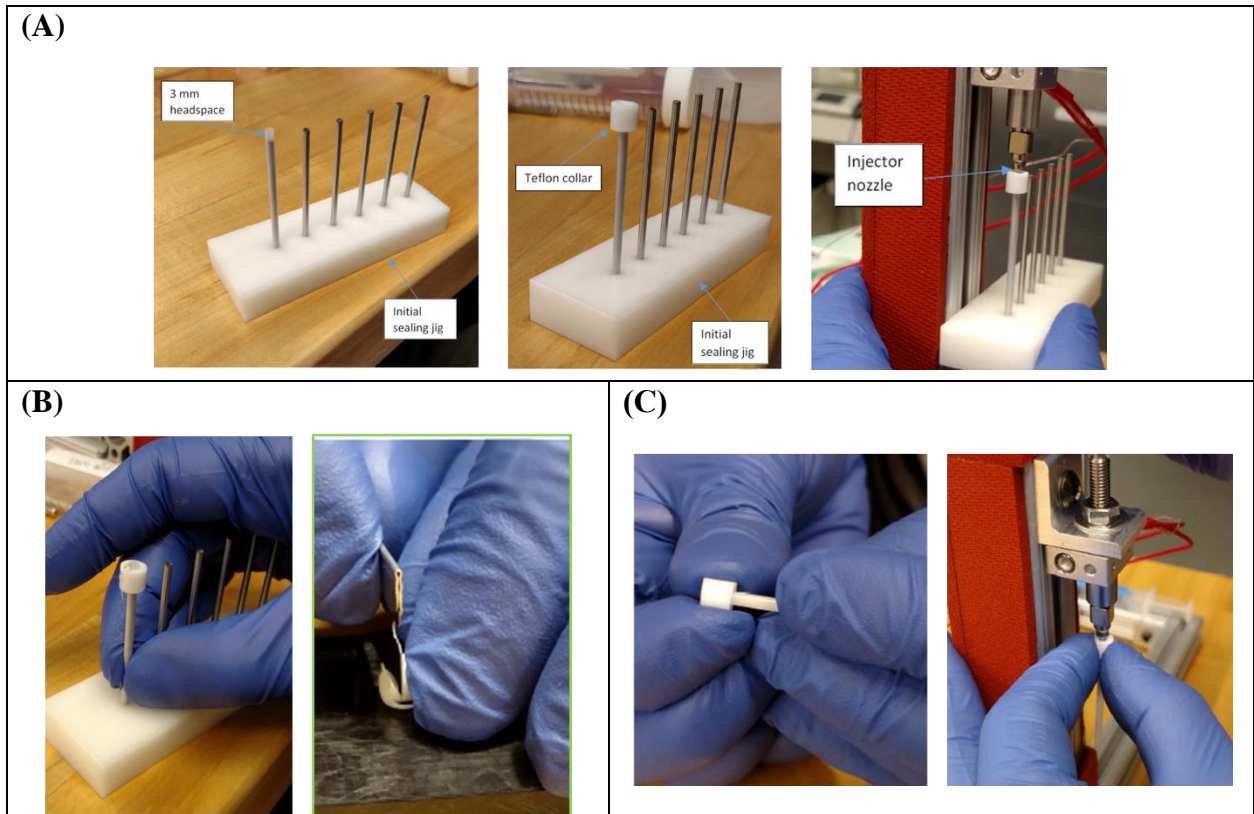 (A)
3 mm
headspace
Initial
sealing jig
Teflon collar
Initial
sealing jig
Injector
nozzle
(B)
(C)